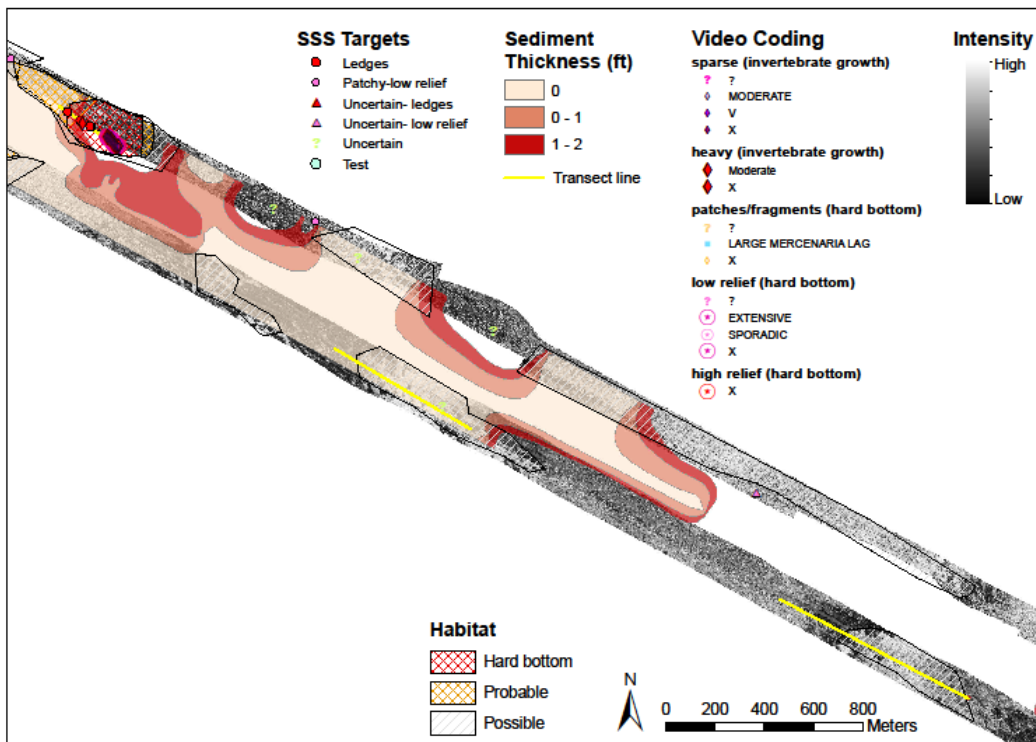 SSS Targets
Ledges
Patchy-low relief
Uncertain- ledges
Uncertain- low relief
Uncertain
Test
Sediment
Thickness (ft)
0
0 - 1
1 - 2
Transect line
Video Coding
sparse (invertebrate growth)
? ?
MODERATE
V
X
heavy (invertebrate growth)
Moderate
X
patches/fragments (hard bottom)
? ?
LARGE MERCENARIA LAG
X
low relief (hard bottom)
? ?
EXTENSIVE
SPORADIC
X
high relief (hard bottom)
X
Intensity
High
Low
? 
?
?
?
?
Habitat
Hard bottom
Probable
Possible
N
0 200 400 600 800
Meters